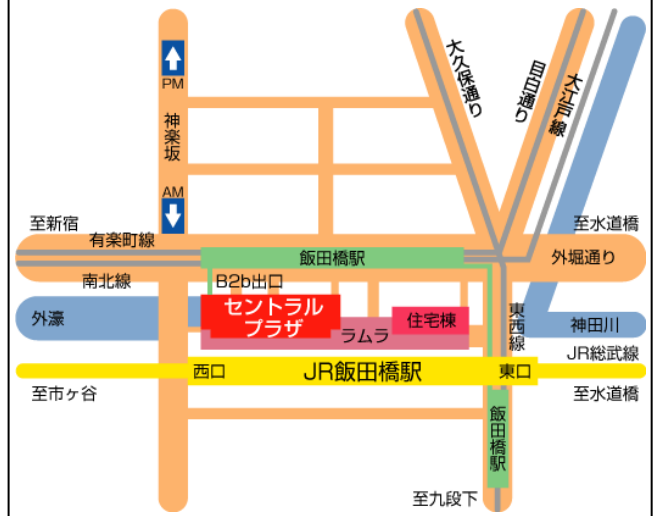 PM
神楽坂
AM
大久保通り
目白通り
大江戸線
至新宿
至水道橋
有楽町線
飯田橋駅
外堀通り
南北線
B2b出口
外濠
セントラル
プラザ
ラムラ
住宅棟
東西線
神田川
JR総武線
西口
JR飯田橋駅
東口
至市ヶ谷
至水道橋
飯田橋駅
至九段下